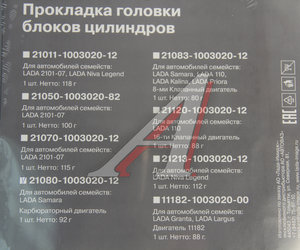 Прокладка головки
блоков цилиндров
21011-1003020-12
Для автомобилей семейств:
LADA 2101-07, LADA Niva Legend
1 шт. Нетто: 118 г
21050-1003020-82
Для автомобилей семейств:
LADA 2101-07
1 шт. Нетто: 100 г
21070-1003020-12
Для автомобилей семейств:
LADA 2101-07
1 шт. Нетто: 115 г
21080-1003020-12
Для автомобилей семейств:
LADA Samara
Карбюраторный двигатель
1 шт. Нетто: 92 г
21083-1003020-12
Для автомобилей семейств:
LADA Samara, LADA 110,
LADA Kalina, LADA Priora
8-ми Клапанный двигатель
1 шт. Нетто: 80 г
21120-1003020-12
Для автомобилей семейств:
LADA 110
16-ти Клапанный двигатель
1 шт. Нетто: 88 г
21213-1003020-12
Для автомобилей семейств:
LADA Niva Legend
1 шт. Нетто: 112 г
11182-1003020-00
Для автомобилей семейств:
LADA Granta, LADA Largus
Двигатель 11182
1 шт. Нетто: 88 г.